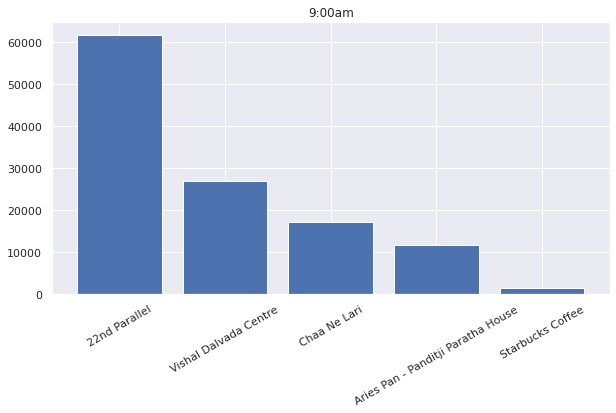 9:00am
60000
50000
40000
30000
20000
10000
0
22nd Parallel
Vishal Dalvada Centre
Chaa Ne Lari
Aries Pan - Panditji Paratha House
Starbucks Coffee